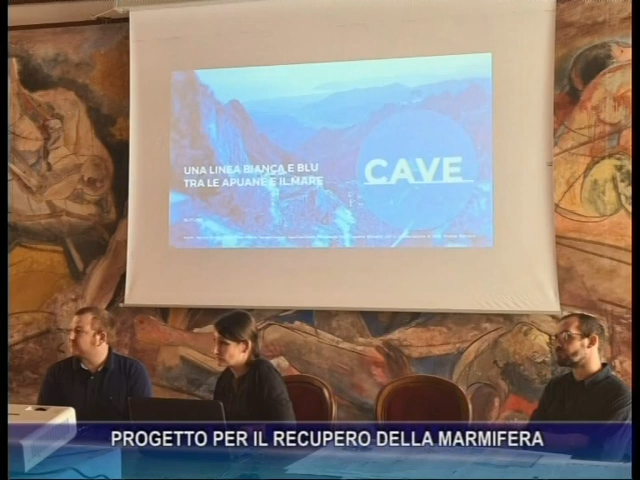 UNA LINEA BIANCA E BLU
TRA LE APUANE E IL MARE
CAVE
PROGETTO PER IL RECUPERO DELLA MARMIFERA